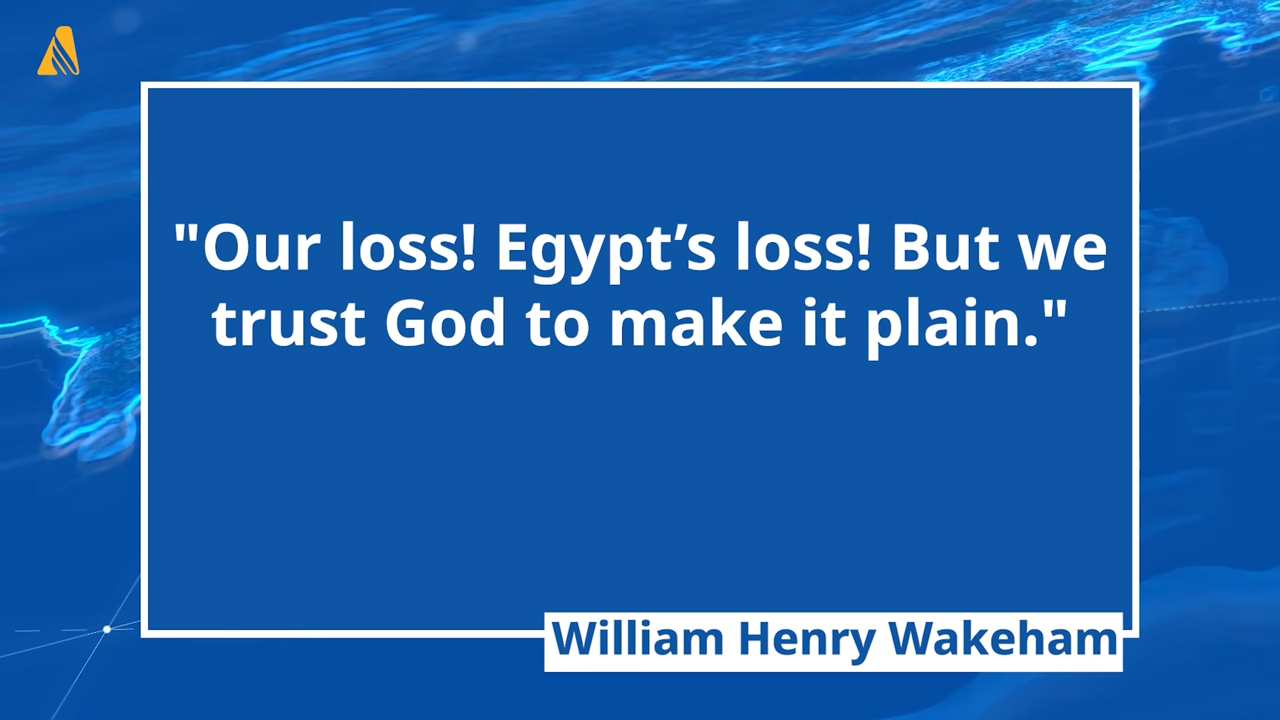 "Our loss! Egypt’s loss! But we
trust God to make it plain."
William Henry Wakeham